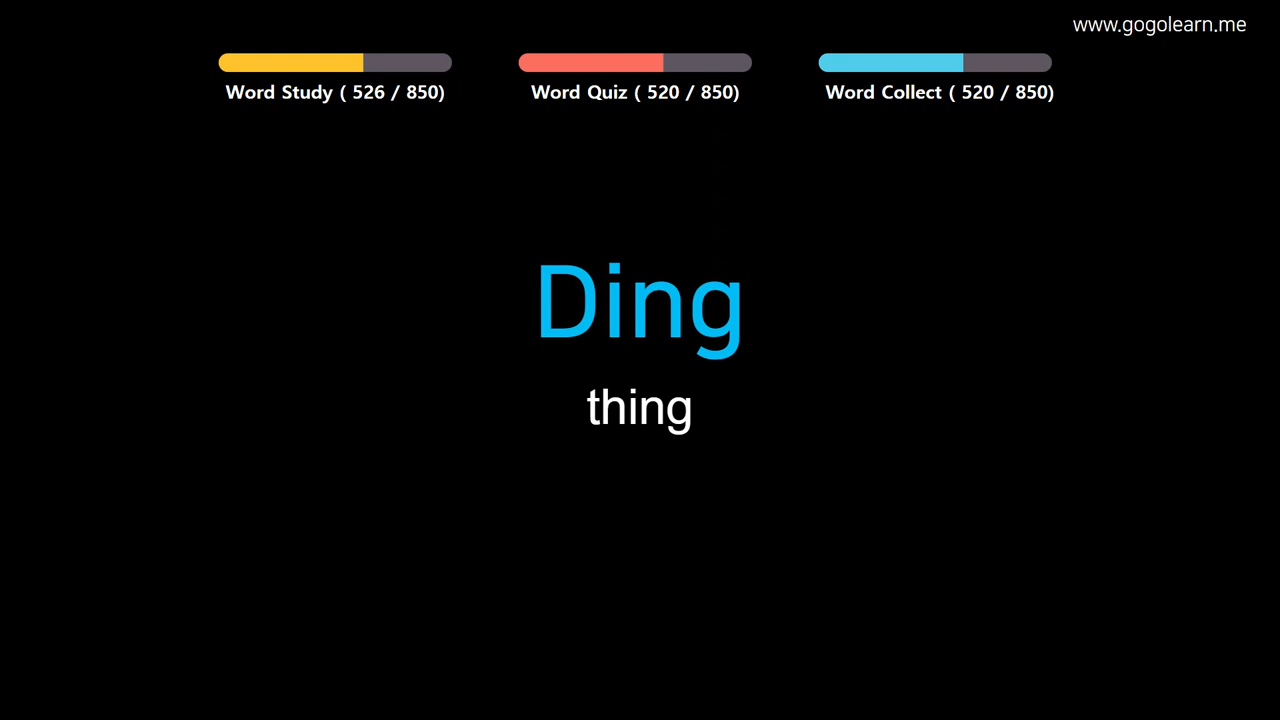 www.gogolearn.me
Word Study ( 526 / 850)
Word Quiz ( 520 / 850)
Word Collect ( 520 / 850)
Ding
thing